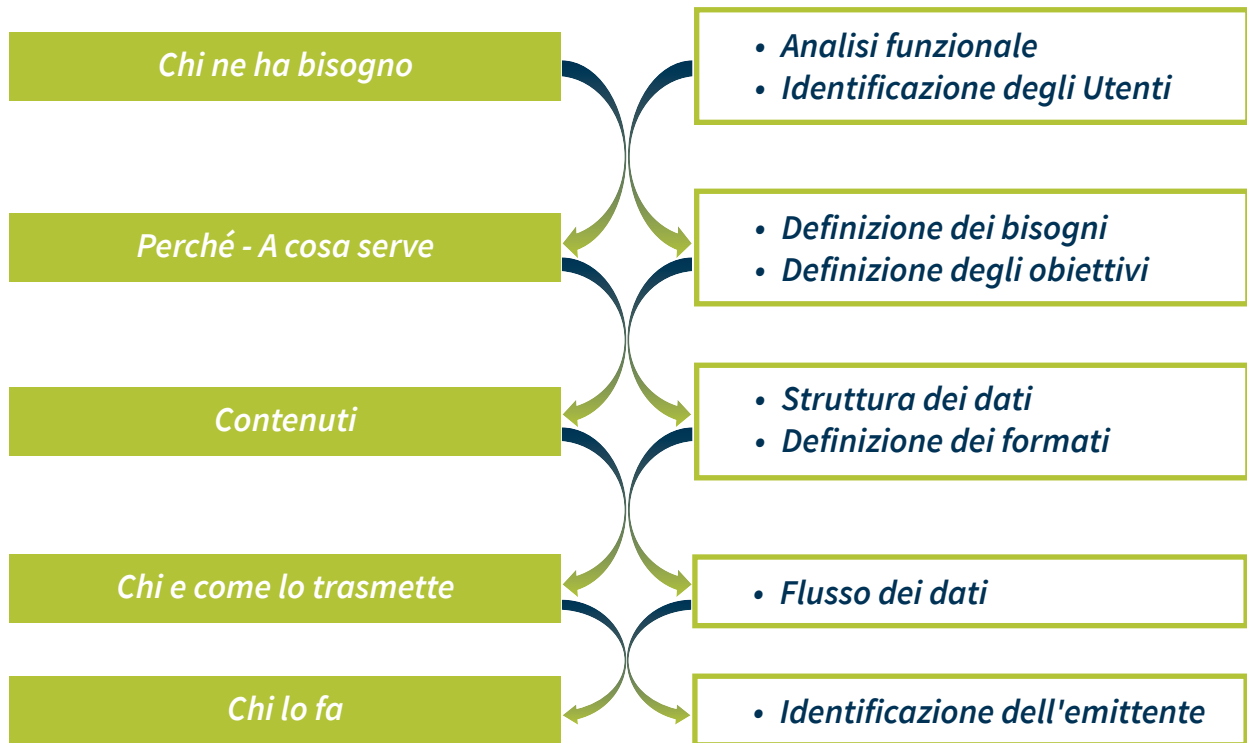 Chi ne ha bisogno
• Analisi funzionale
• Identificazione degli Utenti
Perché - A cosa serve
• Definizione dei bisogni
• Definizione degli obiettivi
Contenuti
• Struttura dei dati
• Definizione dei formati
Chi e come lo trasmette
• Flusso dei dati
Chi lo fa
• Identificazione dell'emittente